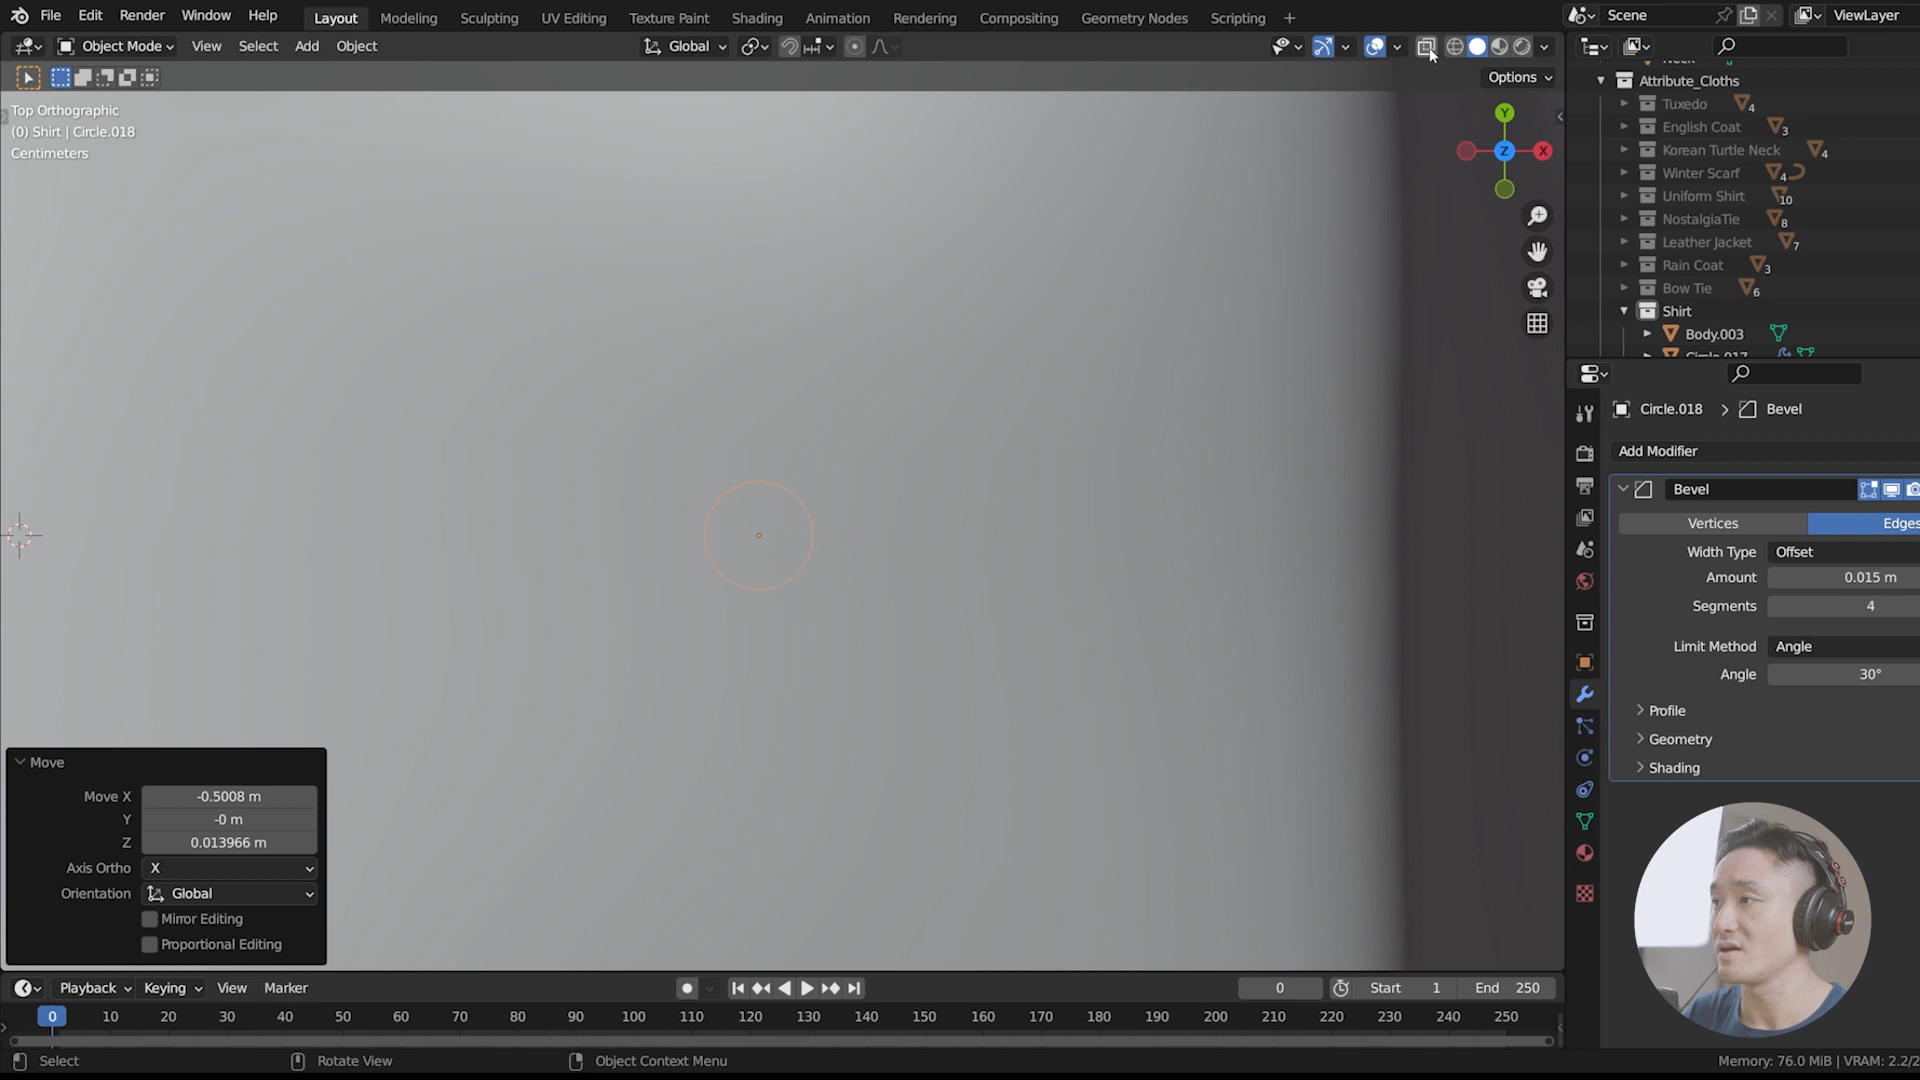 File Edit Render Window Help
Layout Modeling Sculpting UV Editing Texture Paint Shading Animation Rendering Compositing Geometry Nodes Scripting +
Scene
ViewLayer
Object Mode View Select Add Object
Global
Options
Top Orthographic
(0) Shirt | Circle.018
Centimeters
Y
Z
X
Attribute_Cloths
Tuxedo 4
English Coat 3
Korean Turtle Neck 4
Winter Scarf 4
Uniform Shirt 10
NostalgiaTie 8
Leather Jacket 7
Rain Coat 3
Bow Tie 6
Shirt
Body.003
Circle.017
Circle.018 > Bevel
Add Modifier
Bevel
Vertices Edges
Width Type Offset
Amount 0.015 m
Segments 4
Limit Method Angle
Angle 30°
Profile
Geometry
Shading
Move
Move X -0.5008 m
Y -0 m
Z 0.013966 m
Axis Ortho X
Orientation Global
Mirror Editing
Proportional Editing
Playback Keying View Marker
0 Start 1 End 250
0 10 20 30 40 50 60 70 80 90 100 110 120 130 140 150 160 170 180 190 200 210 220 230 240 250
Select Rotate View Object Context Menu
Memory: 76.0 MiB | VRAM: 2.2/2